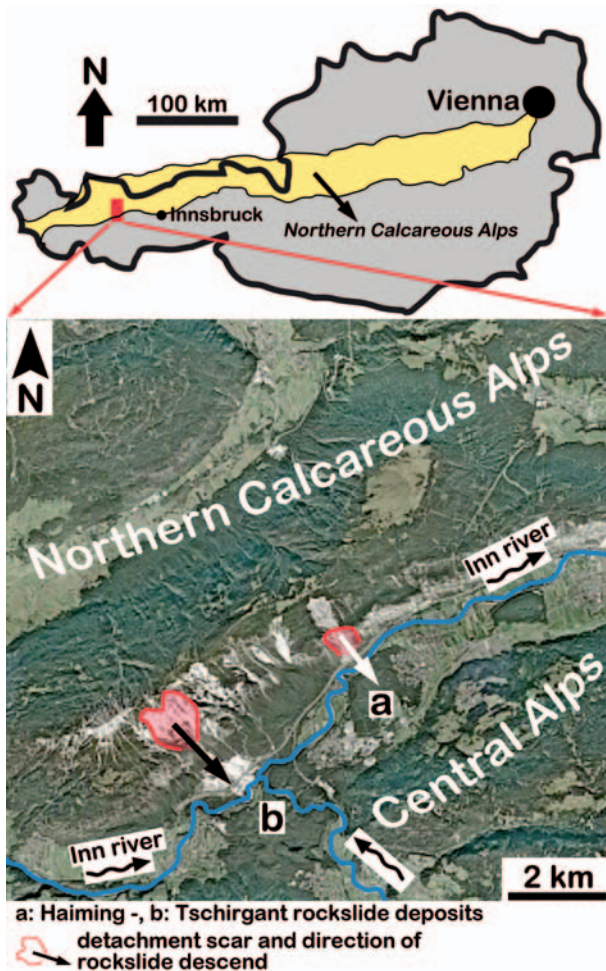 N
100 km
Vienna
Innsbruck
Northern Calcareous Alps
N
Northern Calcareous Alps
Inn river
a
Central Alps
b
Inn river
2 km
a: Haiming -, b: Tschirgant rockslide deposits
detachment scar and direction of
rockslide descend